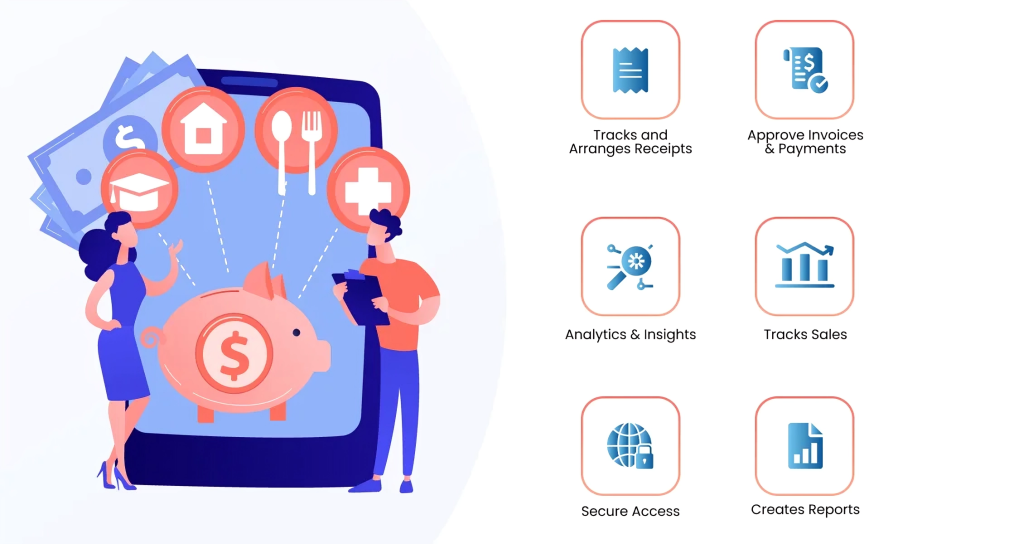 Tracks and
Arranges Receipts
Approve Invoices
& Payments
Analytics & Insights
Tracks Sales
Secure Access
Creates Reports